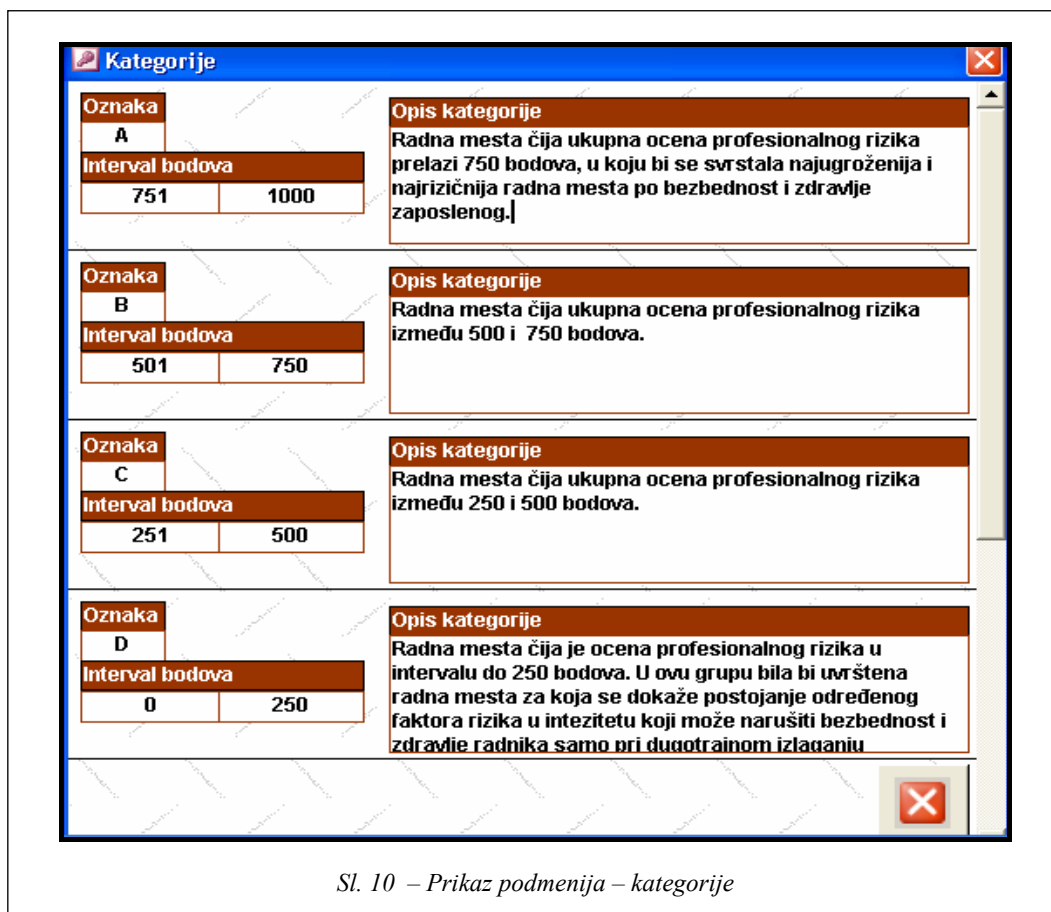 Kategorije
Oznaka
A
Interval bodova
751 1000
Opis kategorije
Radna mesta čija ukupna ocena profesionalnog rizika
prelazi 750 bodova, u koju bi se svrstala najugroženija i
najrizičnija radna mesta po bezbednost i zdravlje
zaposlenog.
Oznaka
B
Interval bodova
501 750
Opis kategorije
Radna mesta čija ukupna ocena profesionalnog rizika
između 500 i 750 bodova.
Oznaka
C
Interval bodova
251 500
Opis kategorije
Radna mesta čija ukupna ocena profesionalnog rizika
između 250 i 500 bodova.
Oznaka
D
Interval bodova
0 250
Opis kategorije
Radna mesta čija je ocena profesionalnog rizika u
intervalu do 250 bodova. U ovu grupu bila bi uvrštena
radna mesta za koja se dokaže postojanje određenog
faktora rizika u intezitetu koji može narušiti bezbednost i
zdravlje radnika samo pri dugotrajnom izlaganju
Sl. 10 – Prikaz podmenija – kategorije